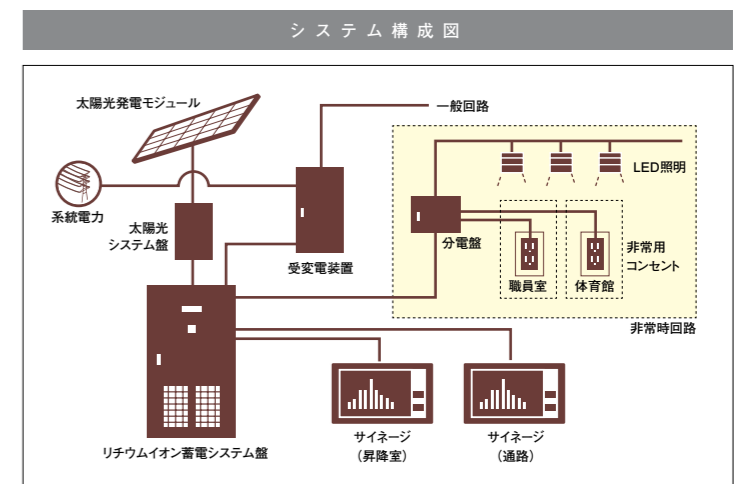 システム構成図
太陽光発電モジュール
一般回路
LED照明
系統電力
太陽光
システム盤
受変電装置
分電盤
非常用
コンセント
職員室
体育館
非常時回路
リチウムイオン蓄電システム盤
サイネージ
（昇降室）
サイネージ
（通路）